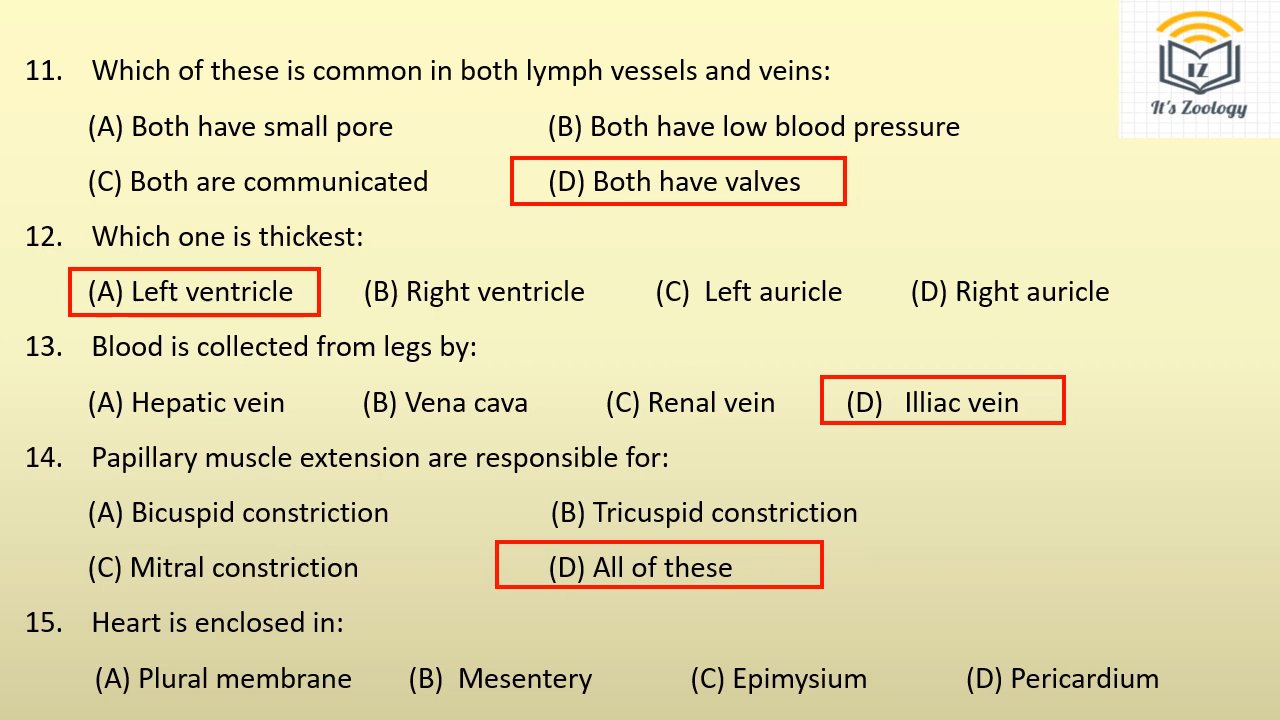 IZ
It's Zoology
11. Which of these is common in both lymph vessels and veins:
(A) Both have small pore (B) Both have low blood pressure
(C) Both are communicated (D) Both have valves
12. Which one is thickest:
(A) Left ventricle (B) Right ventricle (C) Left auricle (D) Right auricle
13. Blood is collected from legs by:
(A) Hepatic vein (B) Vena cava (C) Renal vein (D) Illiac vein
14. Papillary muscle extension are responsible for:
(A) Bicuspid constriction (B) Tricuspid constriction
(C) Mitral constriction (D) All of these
15. Heart is enclosed in:
(A) Plural membrane (B) Mesentery (C) Epimysium (D) Pericardium